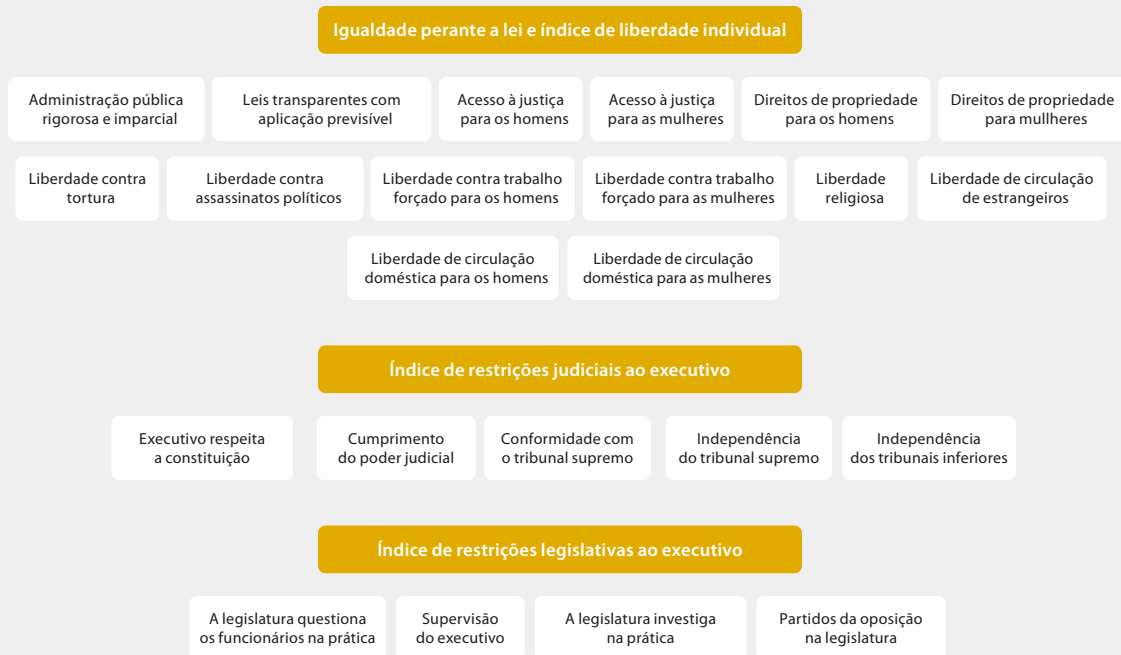 Igualdade perante a lei e índice de liberdade individual
Administração pública
rigorosa e imparcial
Leis transparentes com
aplicação previsível
Acesso à justiça
para os homens
Acesso à justiça
para as mulheres
Direitos de propriedade
para os homens
Direitos de propriedade
para mullheres
Liberdade contra
tortura
Liberdade contra
assassinatos políticos
Liberdade contra trabalho
forçado para os homens
Liberdade contra trabalho
forçado para as mulheres
Liberdade
religiosa
Liberdade de circulação
de estrangeiros
Liberdade de circulação
doméstica para os homens
Liberdade de circulação
doméstica para as mulheres
Índice de restrições judiciais ao executivo
Executivo respeita
a constituição
Cumprimento
do poder judicial
Conformidade com
o tribunal supremo
Independência
do tribunal supremo
Independência
dos tribunais inferiores
Índice de restrições legislativas ao executivo
A legislatura questiona
os funcionários na prática
Supervisão
do executivo
A legislatura investiga
na prática
Partidos da oposição
na legislatura